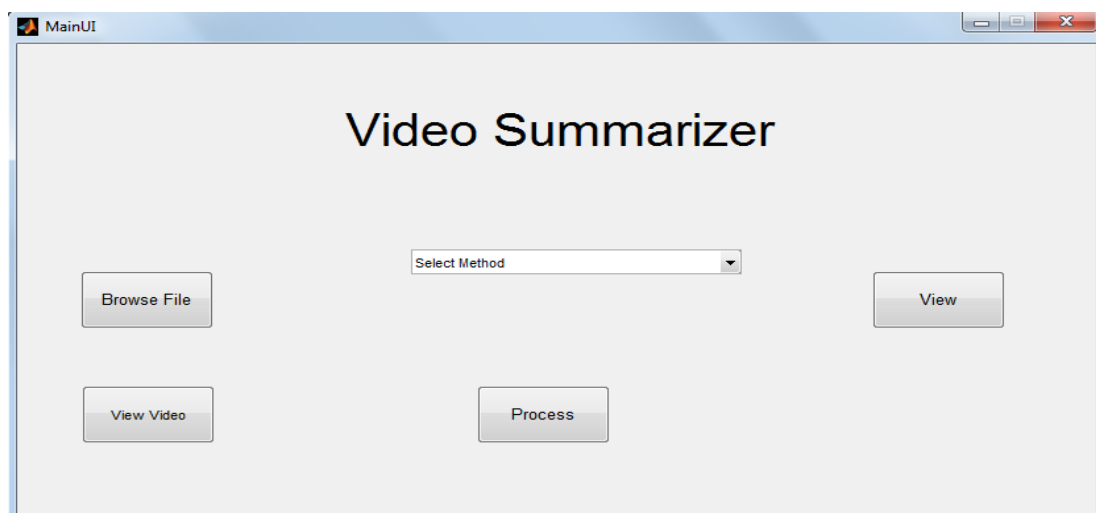 MainUI
Video Summarizer
Select Method
Browse File
View
View Video
Process